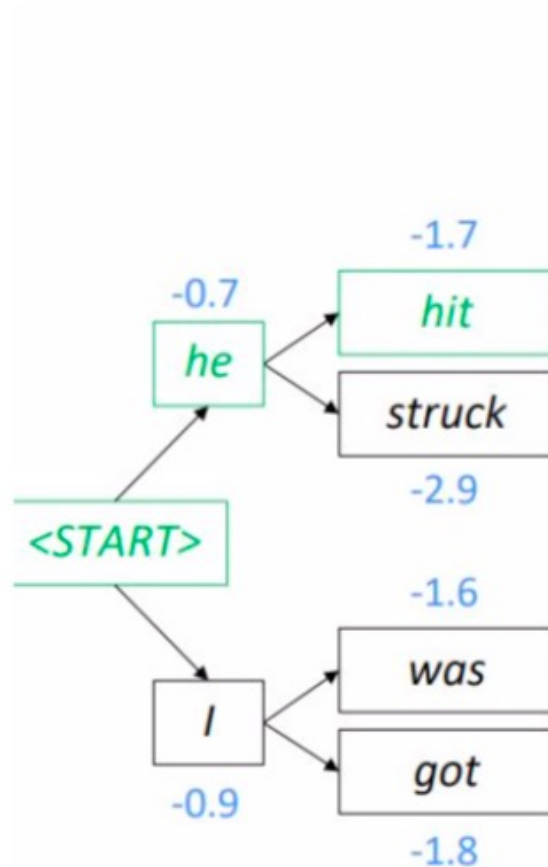 -1.7
-0.7
hit
he
struck
-2.9
<START>
-1.6
was
I
got
-0.9
-1.8